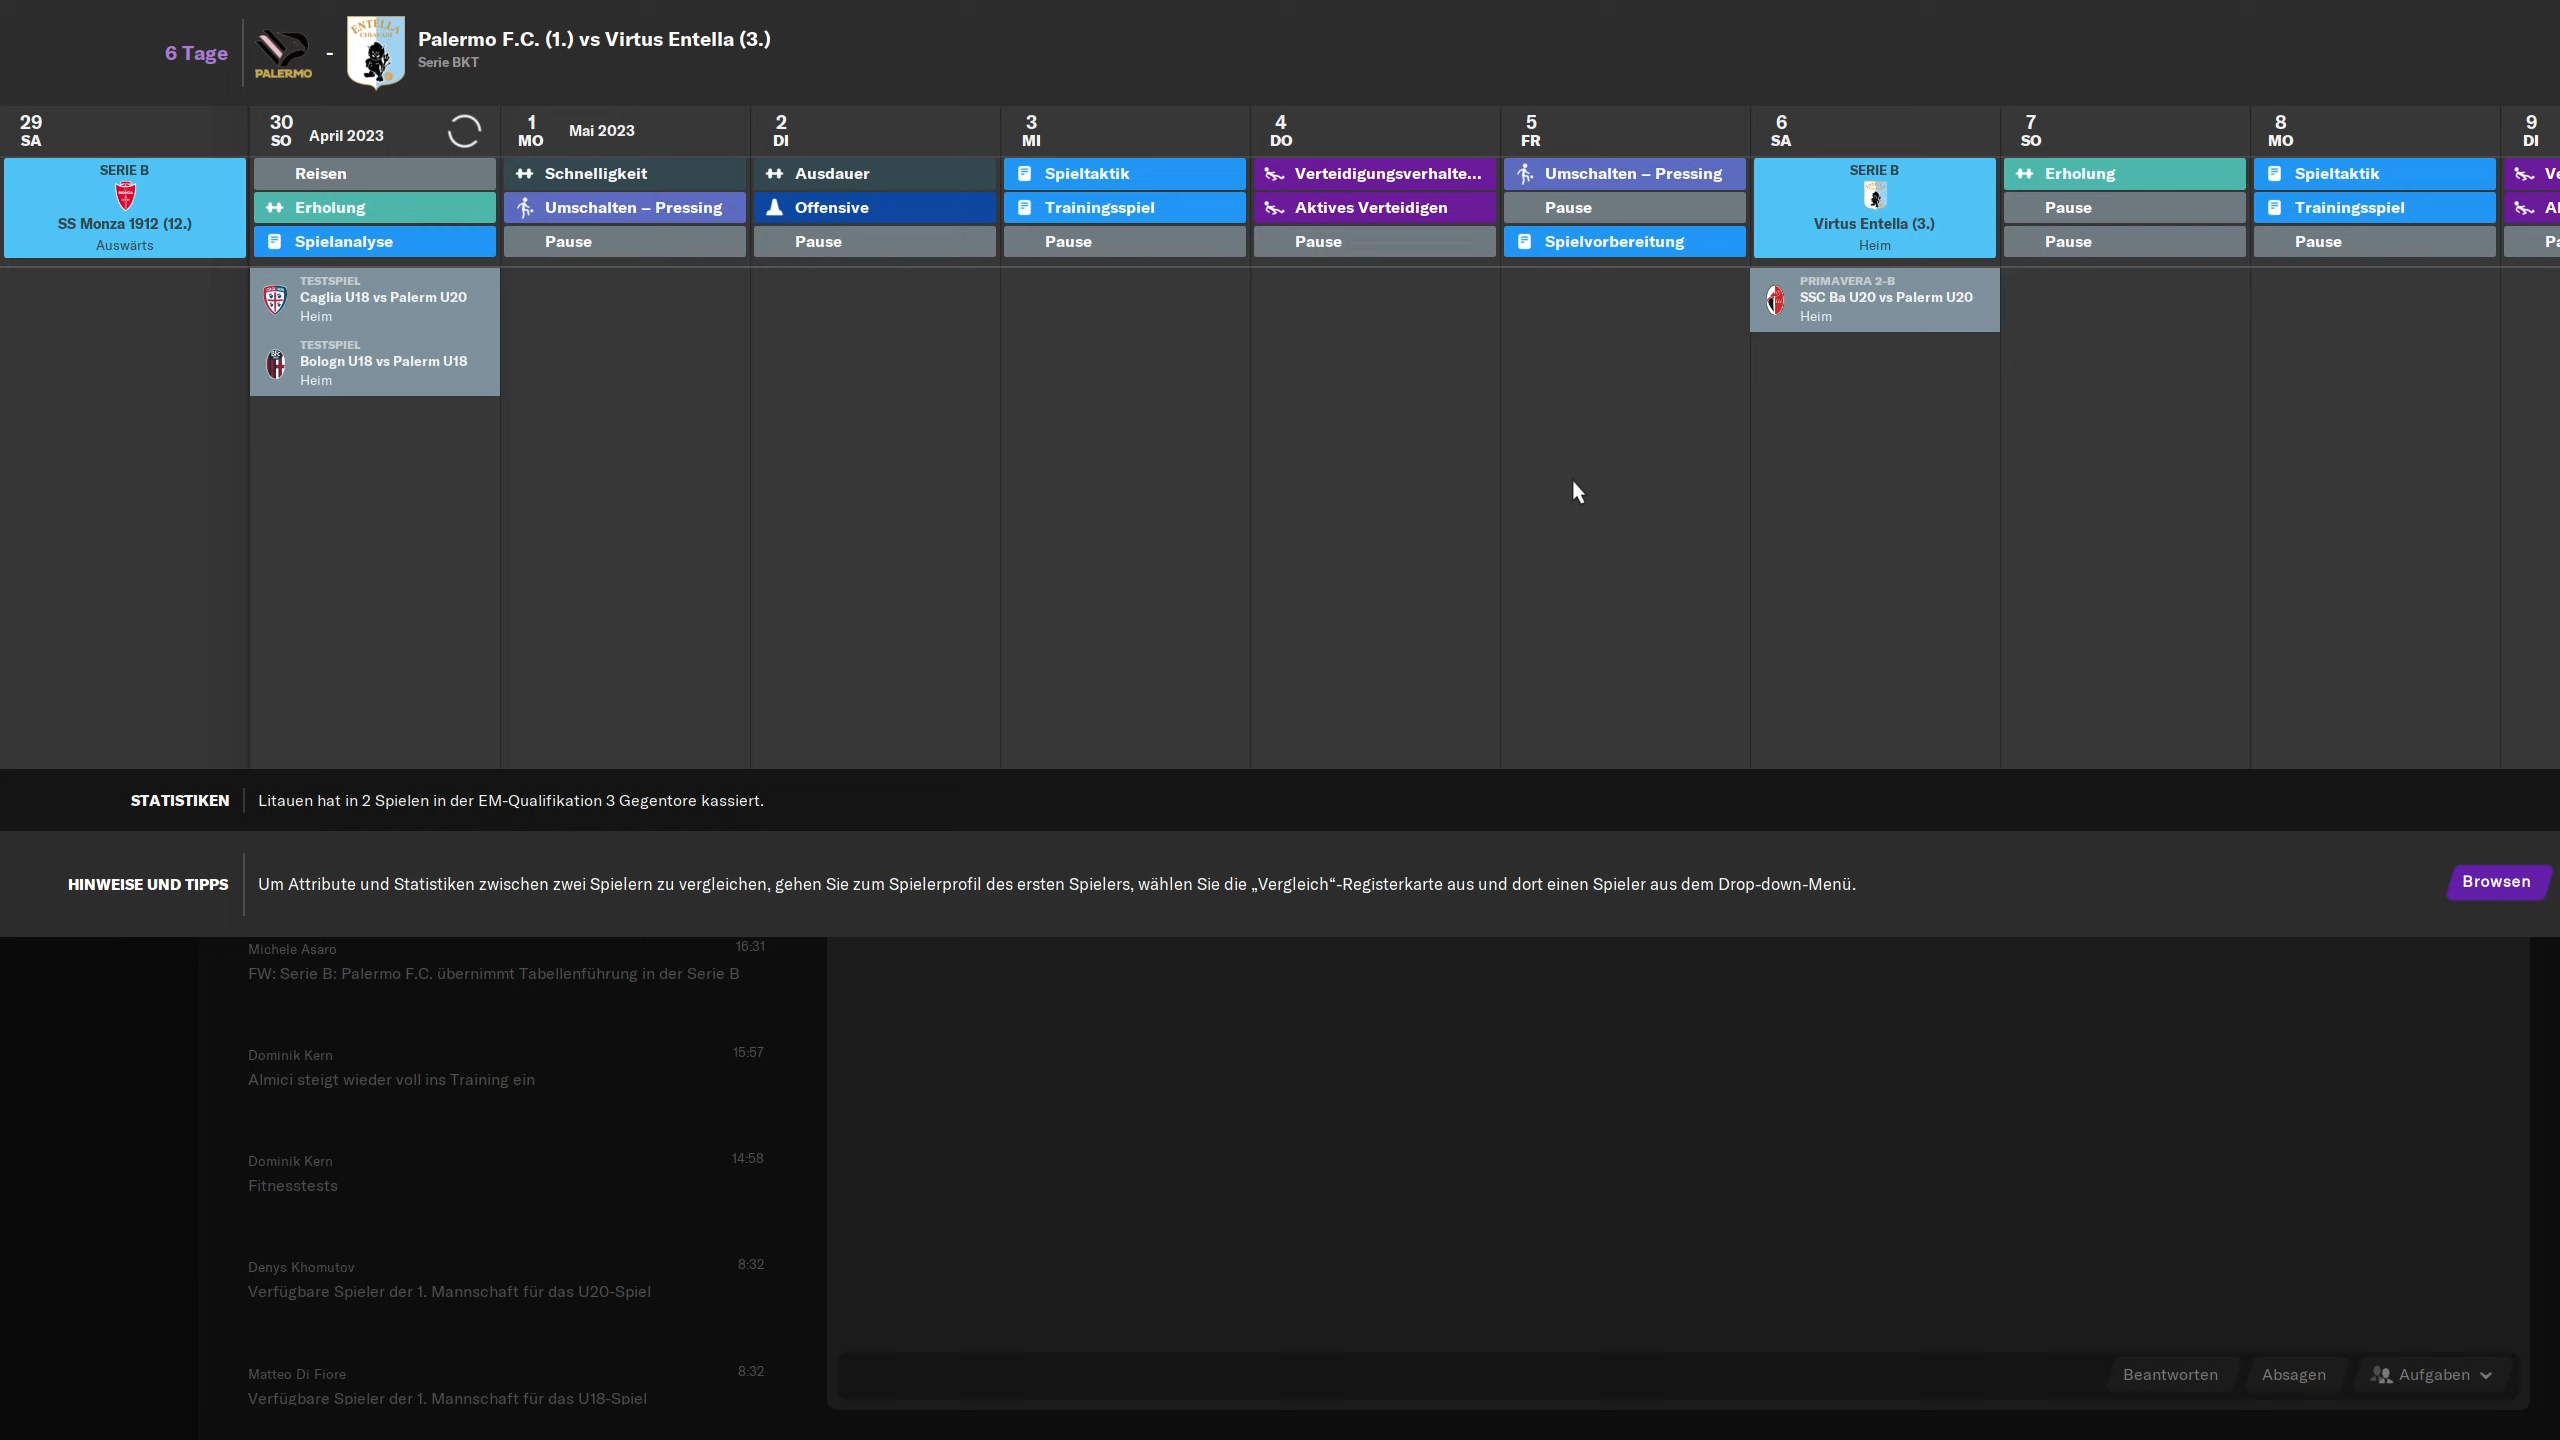 6 Tage
PALERMO
-
ENTELLA
CHIAVARI
Palermo F.C. (1.) vs Virtus Entella (3.)
Serie BKT
29
SA
30
SO
April 2023
1
MO
Mai 2023
2
DI
3
MI
4
DO
5
FR
6
SA
7
SO
8
MO
9
DI
SERIE B
SS Monza 1912 (12.)
Auswärts
Reisen
Erholung
Spielanalyse
Schnelligkeit
Umschalten – Pressing
Pause
Ausdauer
Offensive
Pause
Spieltaktik
Trainingsspiel
Pause
Verteidigungsverhalte...
Aktives Verteidigen
Pause
Umschalten – Pressing
Pause
Spielvorbereitung
SERIE B
Virtus Entella (3.)
Heim
Erholung
Pause
Pause
Spieltaktik
Trainingsspiel
Pause
TESTSPIEL
Caglia U18 vs Palerm U20
Heim
TESTSPIEL
Bologn U18 vs Palerm U18
Heim
PRIMAVERA 2-B
SSC Ba U20 vs Palerm U20
Heim
STATISTIKEN
Litauen hat in 2 Spielen in der EM-Qualifikation 3 Gegentore kassiert.
HINWEISE UND TIPPS
Um Attribute und Statistiken zwischen zwei Spielern zu vergleichen, gehen Sie zum Spielerprofil des ersten Spielers, wählen Sie die „Vergleich“-Registerkarte aus und dort einen Spieler aus dem Drop-down-Menü.
Browsen
Michele Asaro
16:31
FW: Serie B: Palermo F.C. übernimmt Tabellenführung in der Serie B
Dominik Kern
15:57
Almici steigt wieder voll ins Training ein
Dominik Kern
14:58
Fitnesstests
Denys Khomutov
8:32
Verfügbare Spieler der 1. Mannschaft für das U20-Spiel
Matteo Di Fiore
8:32
Verfügbare Spieler der 1. Mannschaft für das U18-Spiel
Beantworten
Absagen
Aufgaben